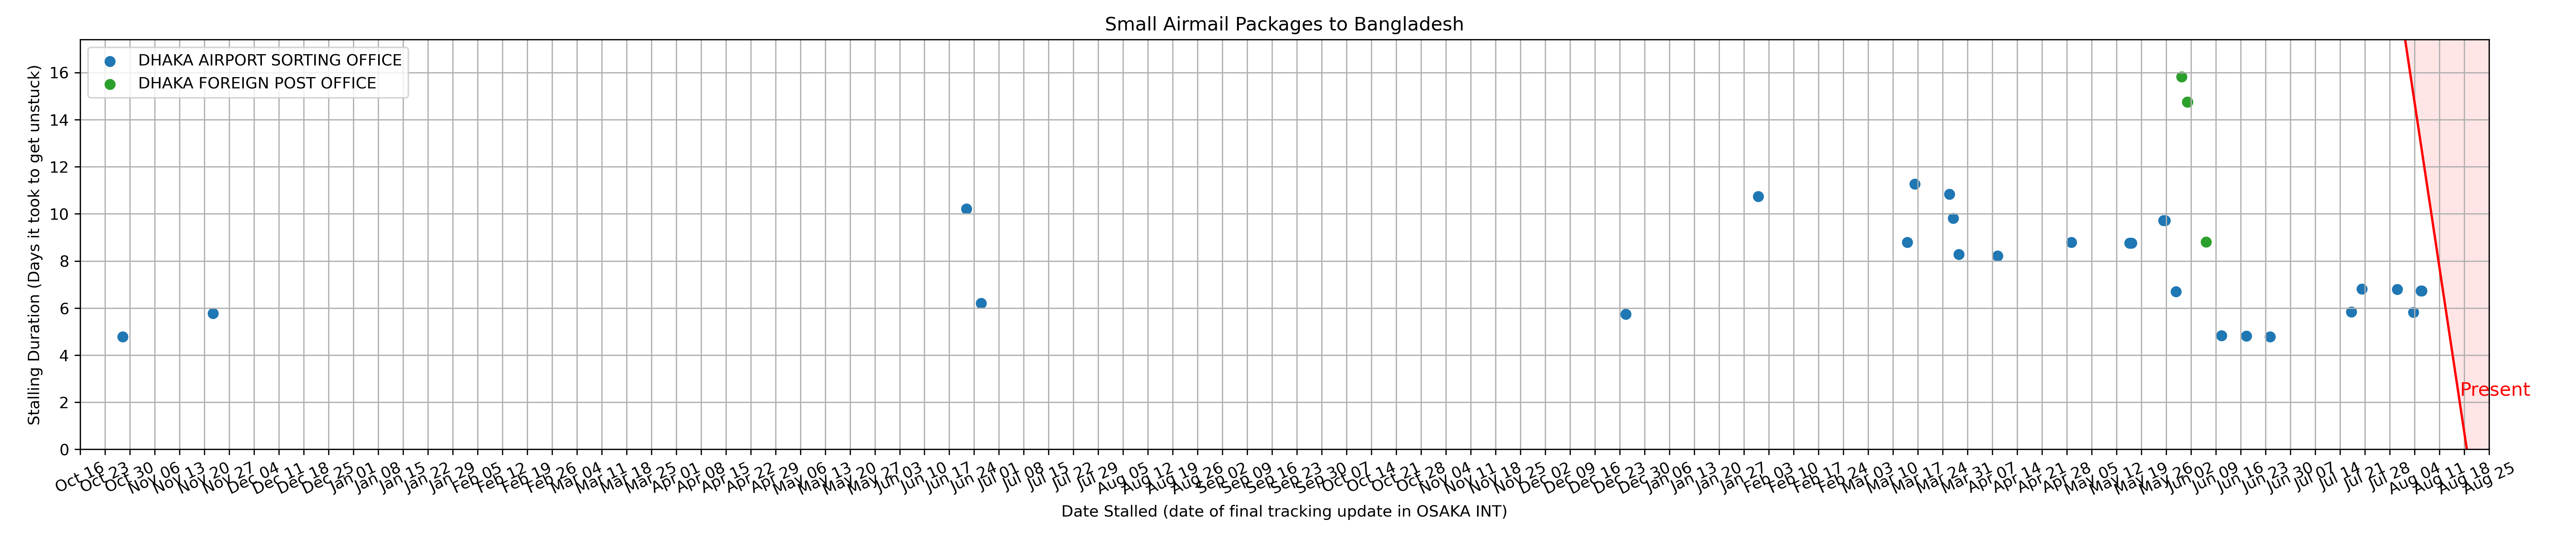 Small Airmail Packages to Bangladesh
DHAKA AIRPORT SORTING OFFICE
DHAKA FOREIGN POST OFFICE
Stalling Duration (Days it took to get unstuck)
16
14
12
10
8
6
4
2
0
Present
Oct 16
Oct 23
Oct 30
Nov 06
Nov 13
Nov 20
Nov 27
Dec 04
Dec 11
Dec 18
Dec 25
Jan 01
Jan 08
Jan 15
Jan 22
Jan 29
Feb 05
Feb 12
Feb 19
Feb 26
Mar 04
Mar 11
Mar 18
Mar 25
Apr 01
Apr 08
Apr 15
Apr 22
Apr 29
May 06
May 13
May 20
May 27
Jun 03
Jun 10
Jun 17
Jun 24
Jul 01
Jul 08
Jul 15
Jul 22
Jul 29
Aug 05
Aug 12
Aug 19
Aug 26
Sep 02
Sep 09
Sep 16
Sep 23
Sep 30
Oct 07
Oct 14
Oct 21
Oct 28
Nov 04
Nov 11
Nov 18
Nov 25
Dec 02
Dec 09
Dec 16
Dec 23
Dec 30
Jan 06
Jan 13
Jan 20
Jan 27
Feb 03
Feb 10
Feb 17
Feb 24
Mar 03
Mar 10
Mar 17
Mar 24
Mar 31
Apr 07
Apr 14
Apr 21
Apr 28
May 05
May 12
May 19
May 26
Jun 02
Jun 09
Jun 16
Jun 23
Jun 30
Jul 07
Jul 14
Jul 21
Jul 28
Aug 04
Aug 11
Aug 18
Aug 25
Date Stalled (date of final tracking update in OSAKA INT)